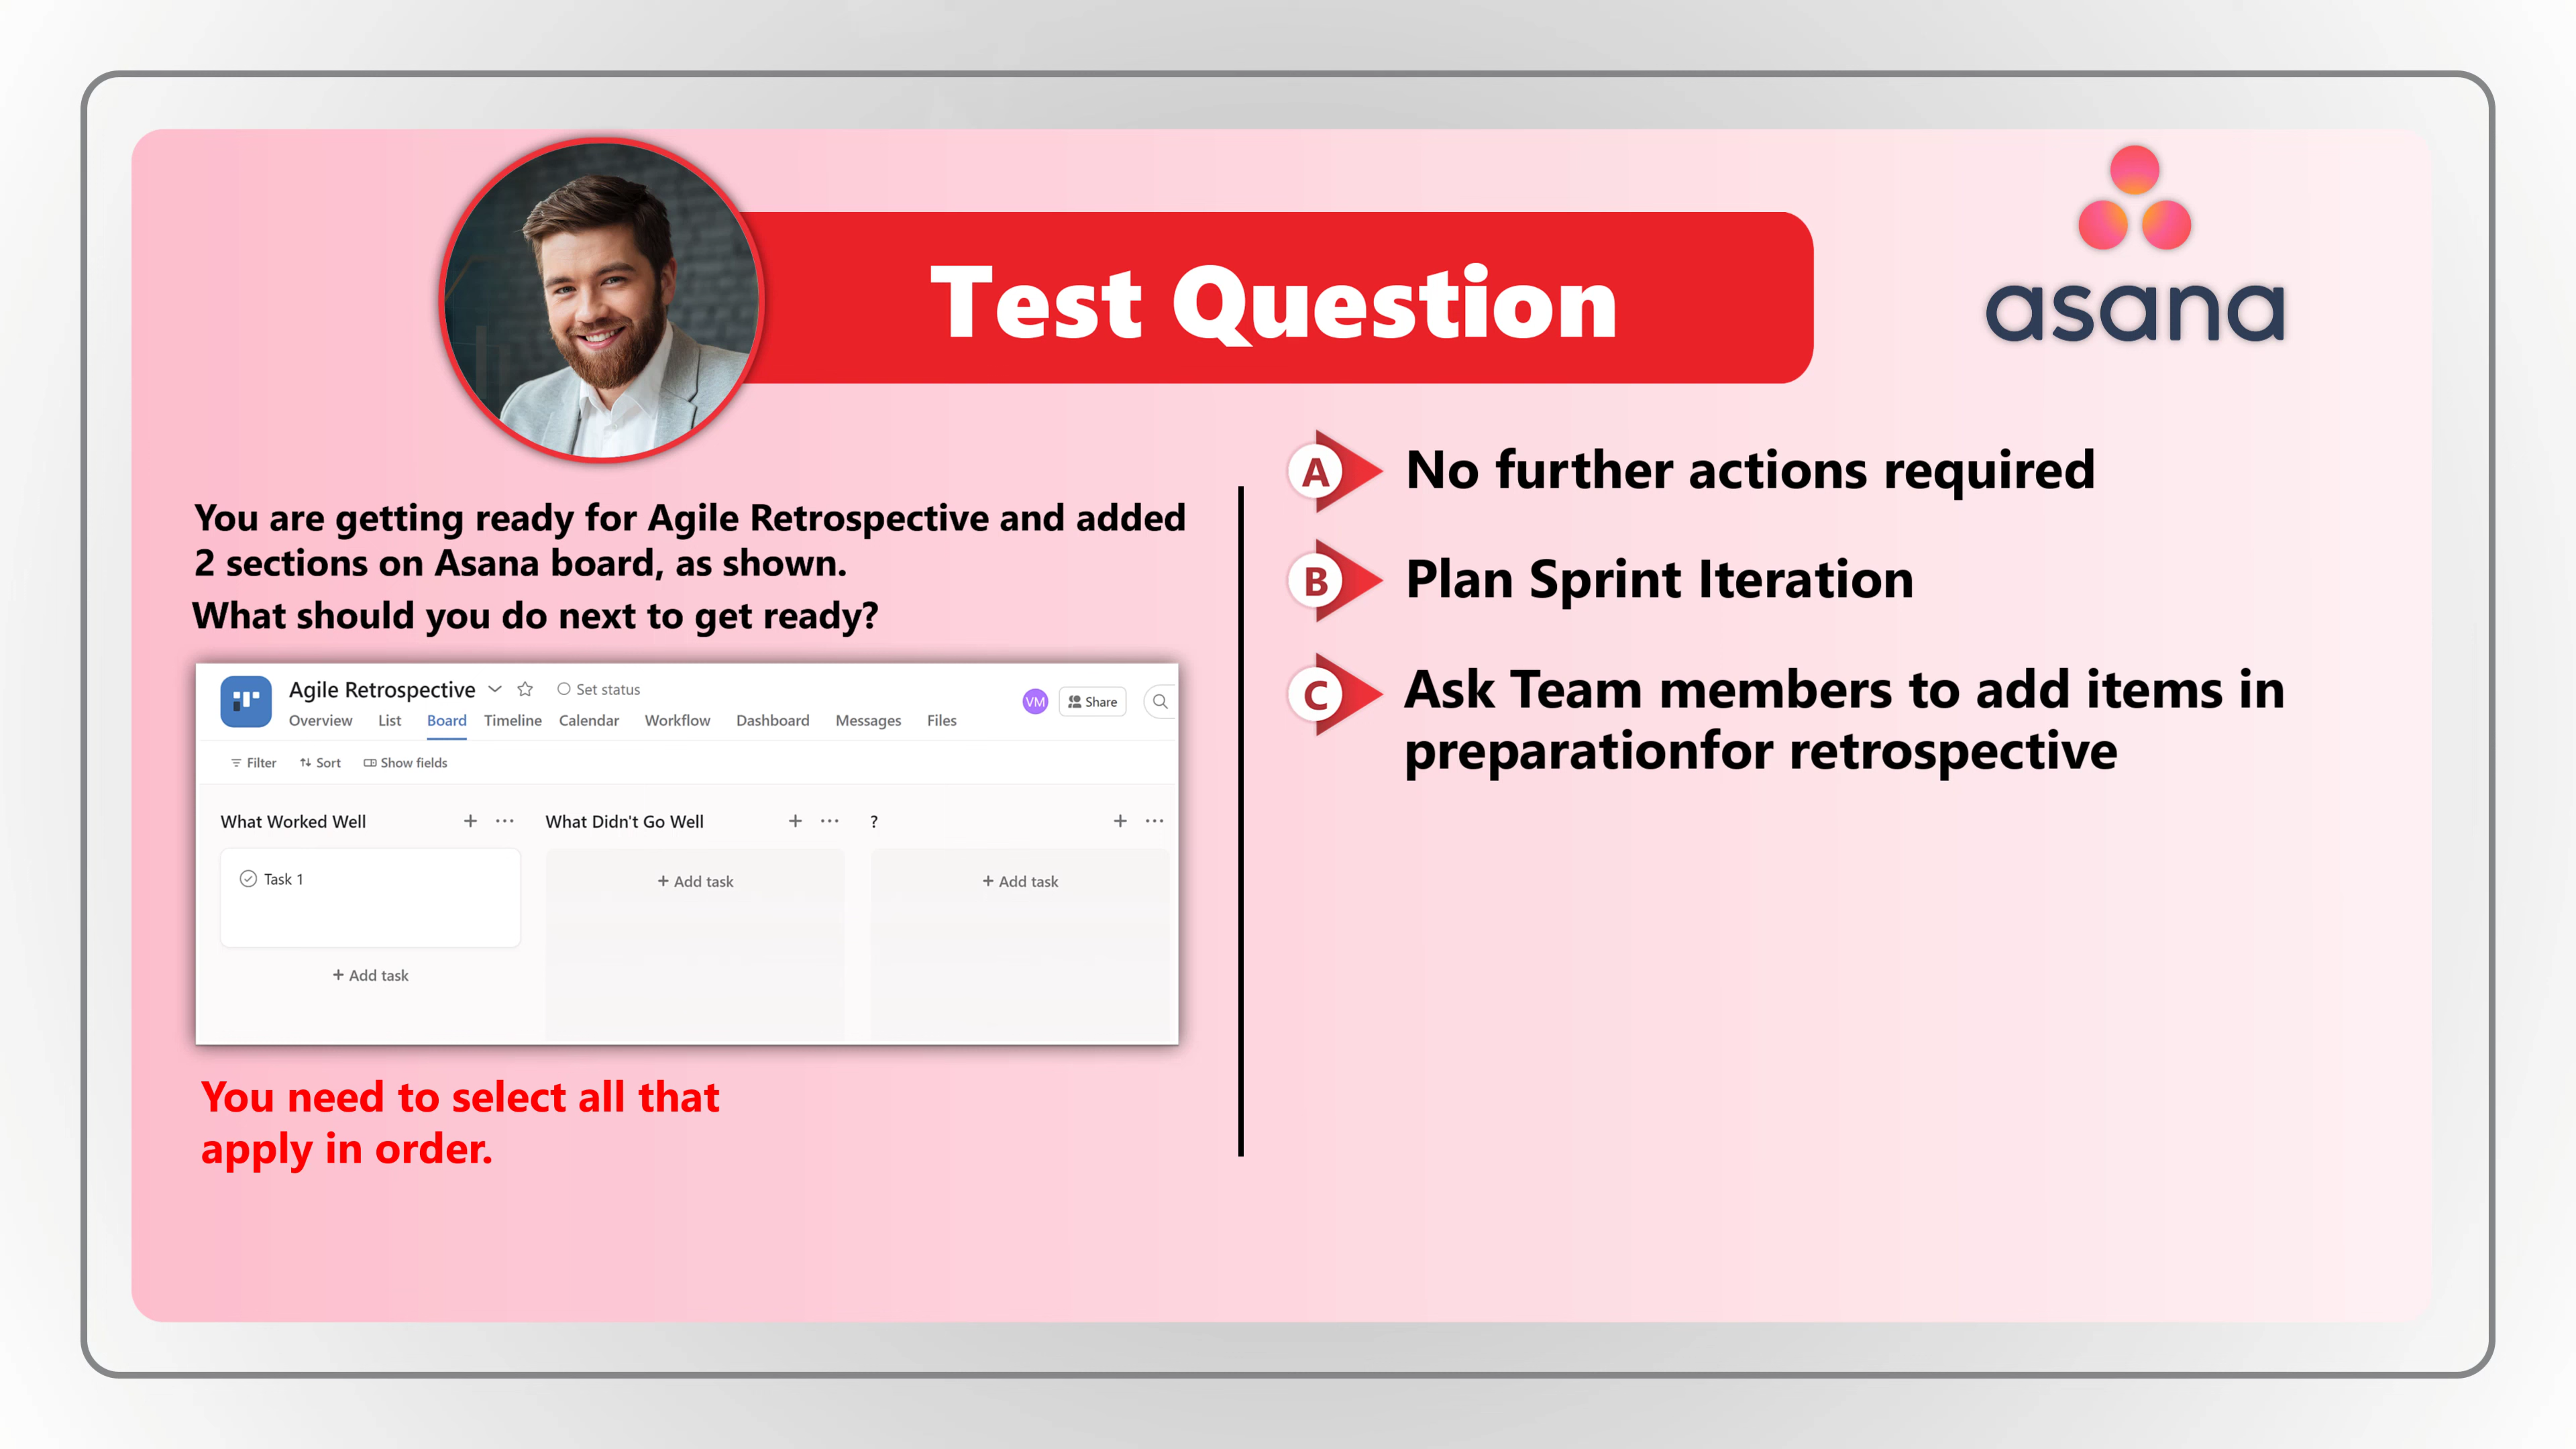 Test Question
asana
You are getting ready for Agile Retrospective and added
2 sections on Asana board, as shown.
What should you do next to get ready?
Agile Retrospective
Set status
VM
Share
Overview List Board Timeline Calendar Workflow Dashboard Messages Files
Filter Sort Show fields
What Worked Well + ... What Didn't Go Well + ... ? + ...
Task 1
+ Add task
+ Add task
+ Add task
You need to select all that
apply in order.
A No further actions required
B Plan Sprint Iteration
C Ask Team members to add items in
preparationfor retrospective